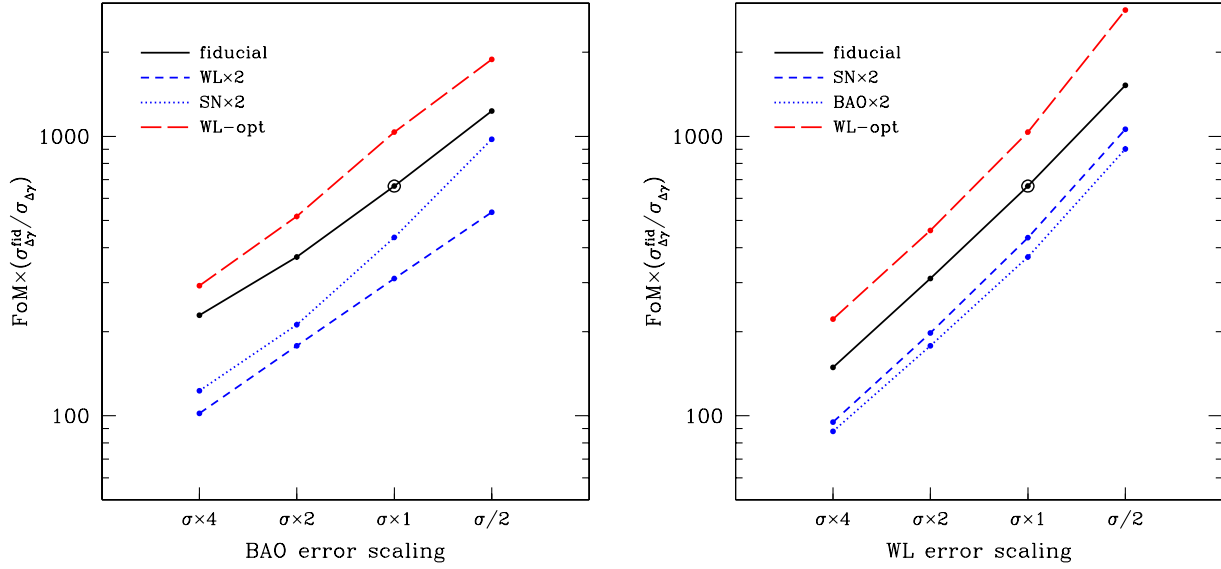 fiducial
WL×2
SN×2
WL−opt
1000
100
FoM×(σ^fid_Δγ/σ_Δγ)
σ×4 σ×2 σ×1 σ/2
BAO error scaling
fiducial
SN×2
BAO×2
WL−opt
1000
100
FoM×(σ^fid_Δγ/σ_Δγ)
σ×4 σ×2 σ×1 σ/2
WL error scaling